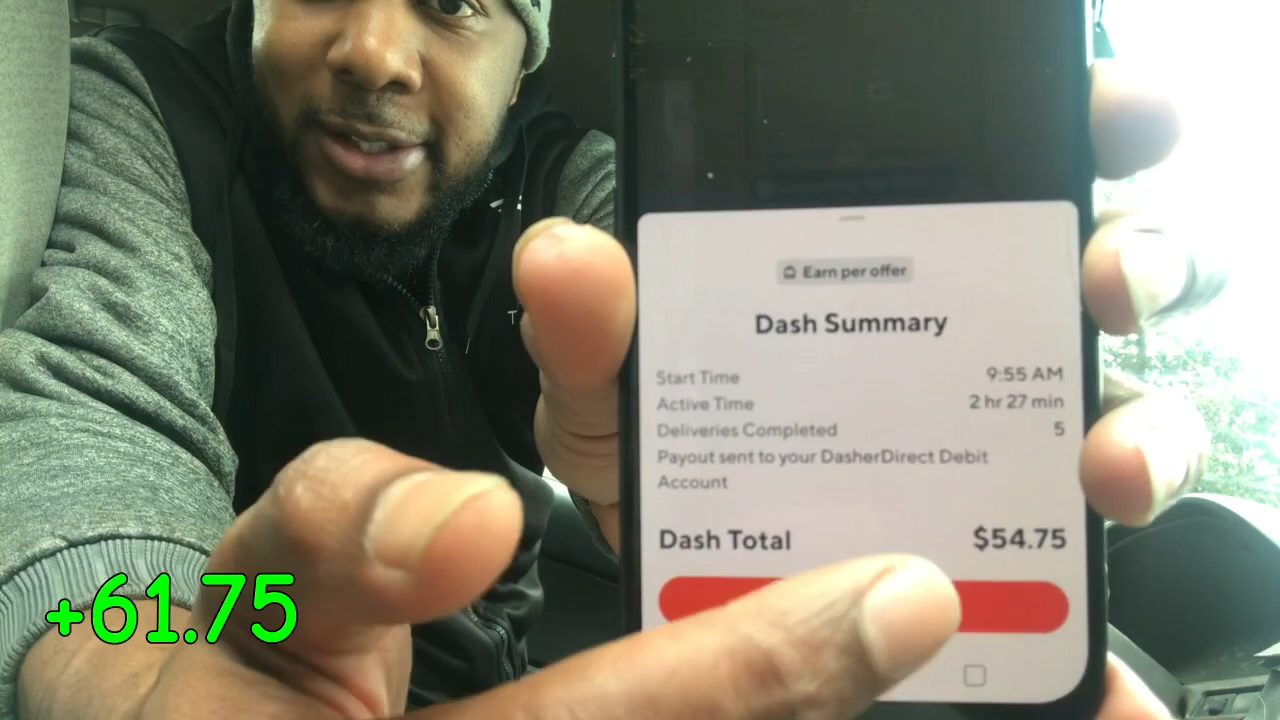 Earn per offer
Dash Summary
Start Time 9:55 AM
Active Time 2 hr 27 min
Deliveries Completed 5
Payout sent to your DasherDirect Debit
Account
Dash Total $54.75
+61.75
T